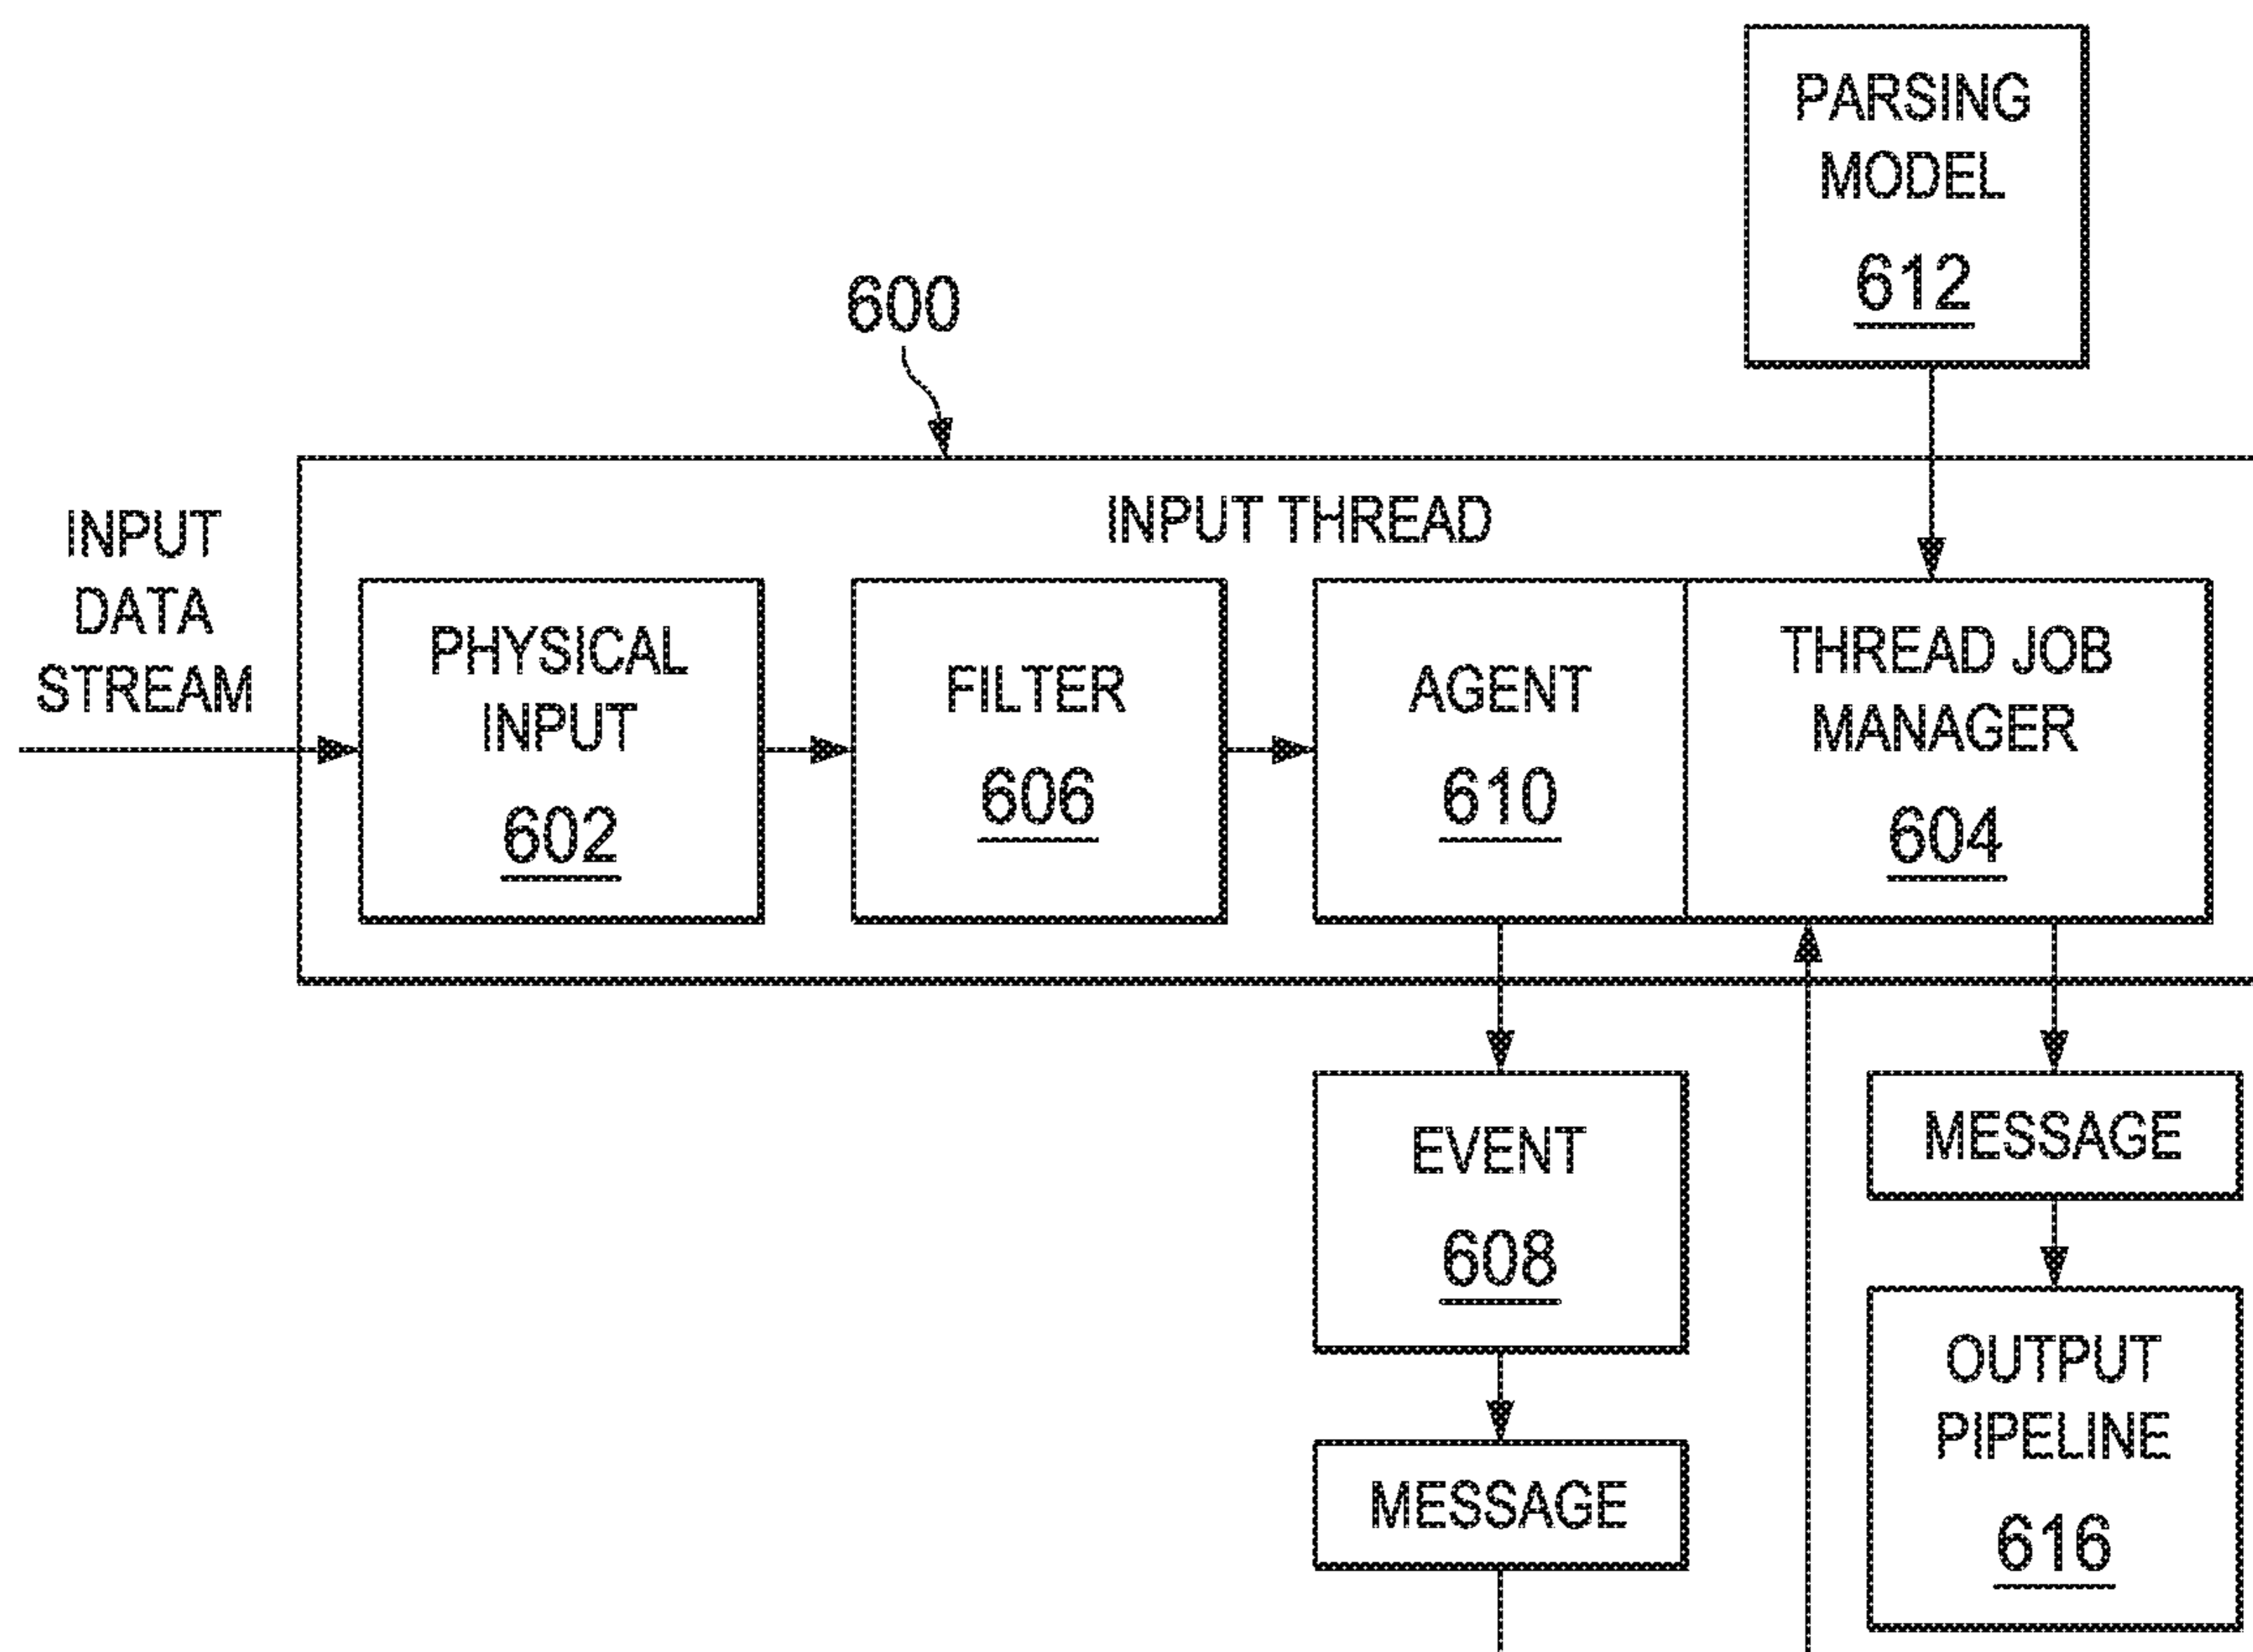 PARSING
MODEL
612
600
INPUT THREAD
INPUT
DATA
STREAM
PHYSICAL
INPUT
602
FILTER
606
AGENT
610
THREAD JOB
MANAGER
604
EVENT
608
MESSAGE
MESSAGE
OUTPUT
PIPELINE
616